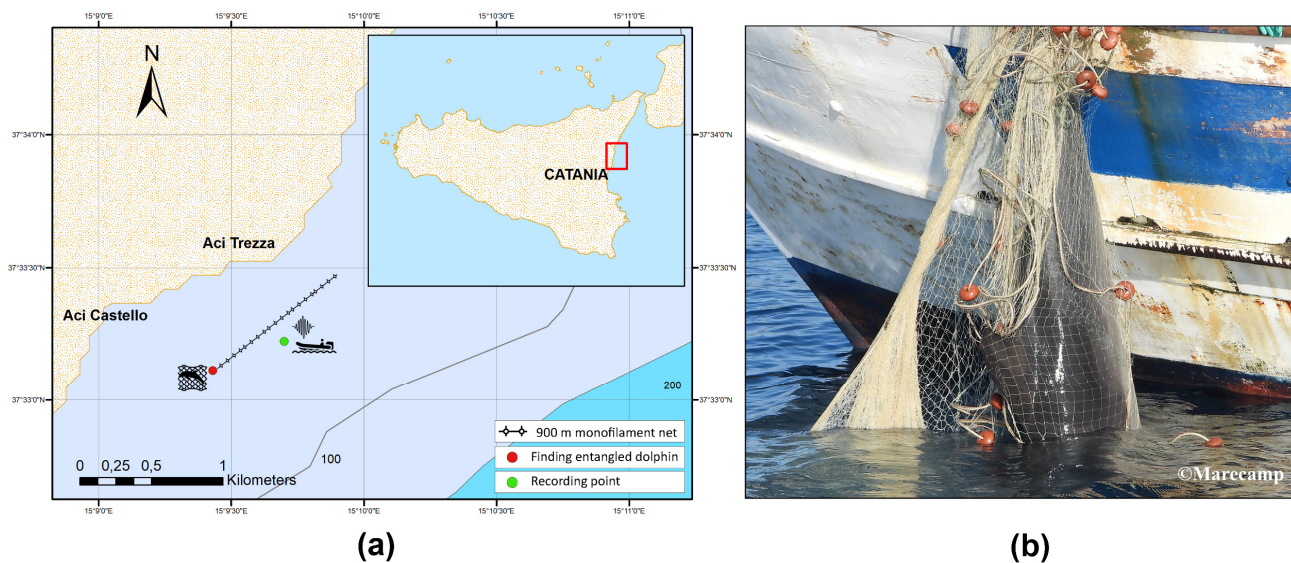 15°9'0"E 15°9'30"E 15°10'0"E 15°10'30"E 15°11'0"E
N
37°34'0"N
37°34'0"N
CATANIA
Aci Trezza
37°33'30"N
37°33'30"N
Aci Castello
200
37°33'0"N
37°33'0"N
100
900 m monofilament net
Finding entangled dolphin
Recording point
0 0,25 0,5 1
Kilometers
15°9'0"E 15°9'30"E 15°10'0"E 15°10'30"E 15°11'0"E
(a)
©Marecamp
(b)